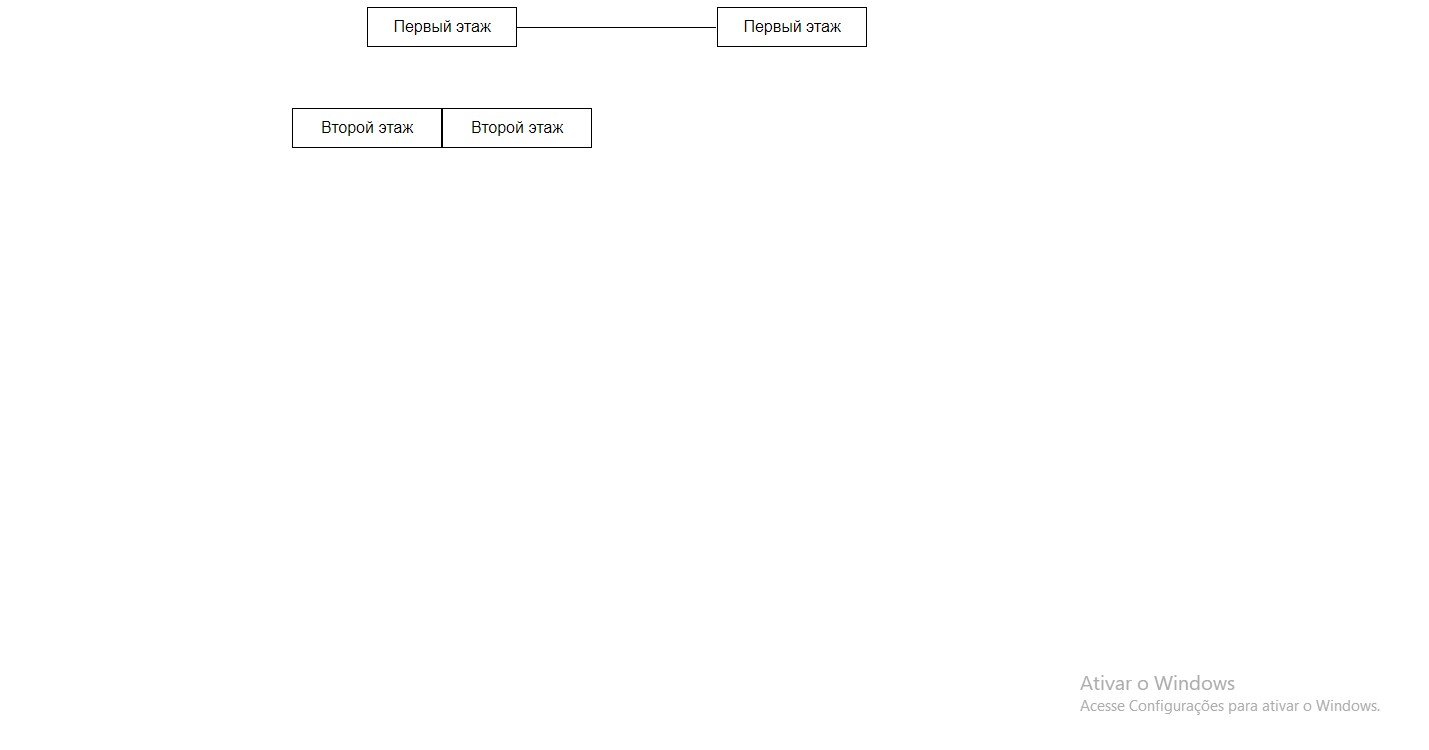 Первый этаж
Первый этаж
Второй этаж
Второй этаж
Ativar o Windows
Acesse Configurações para ativar o Windows.